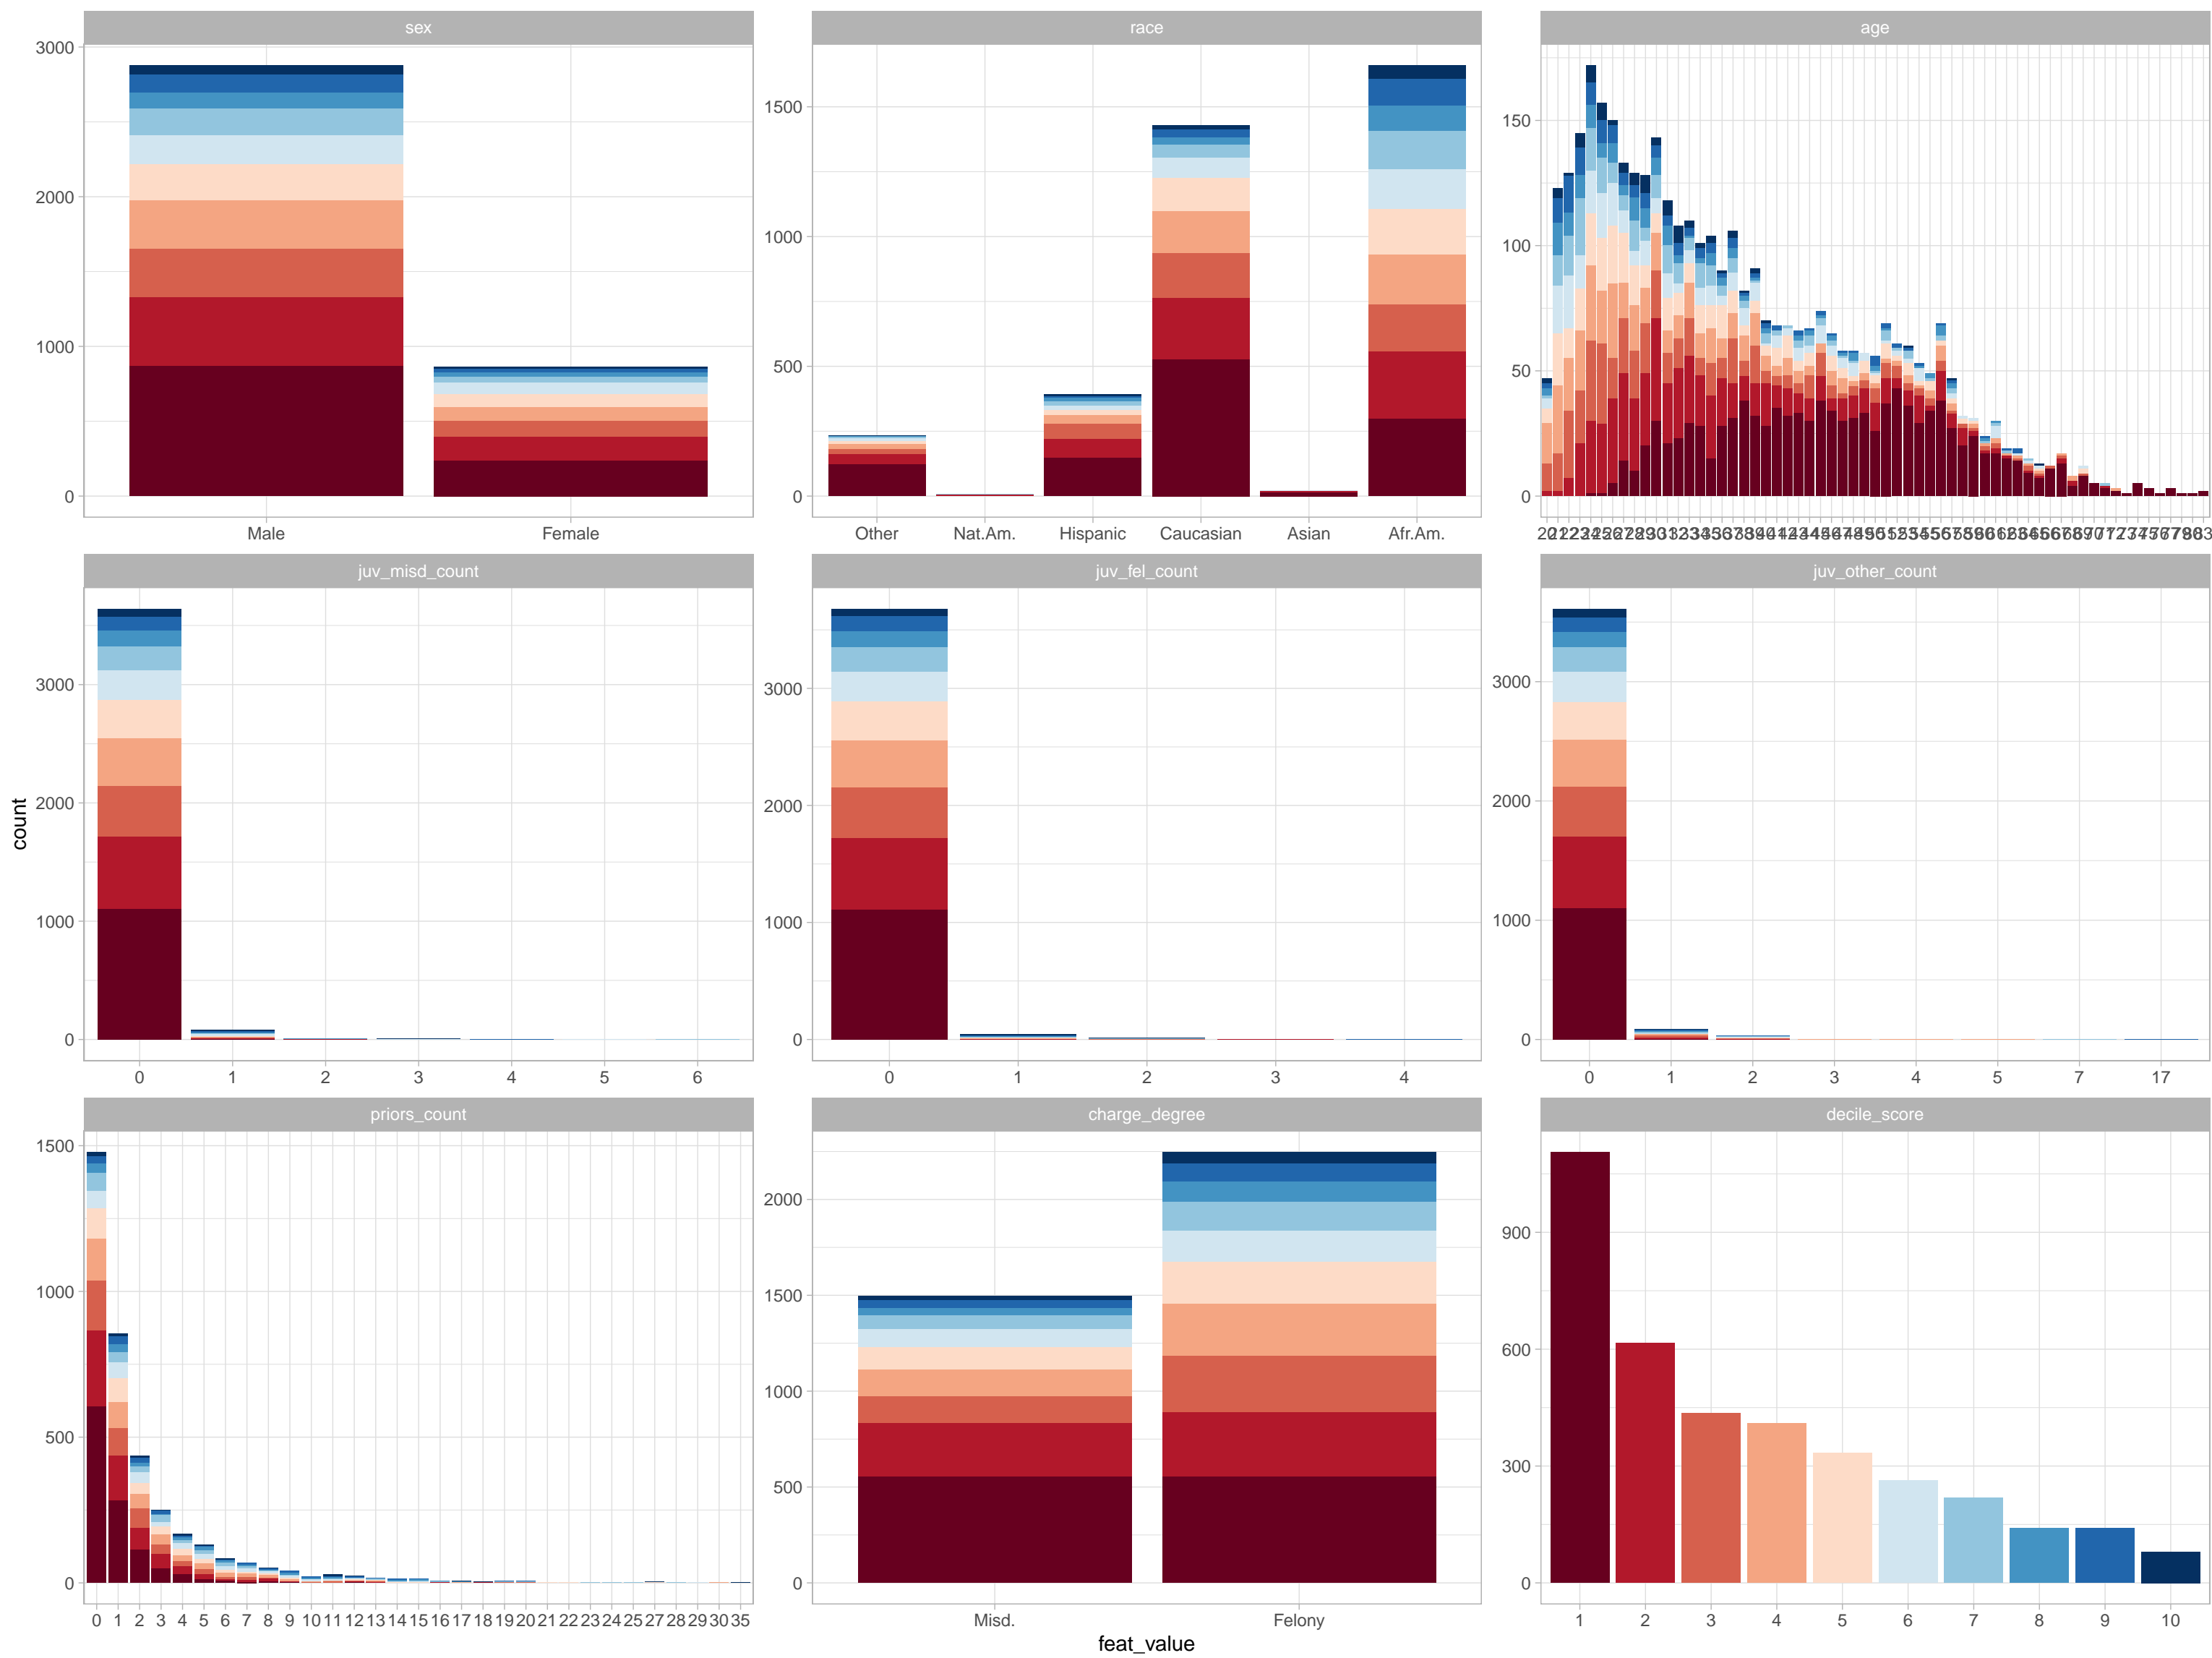 sex
race
age
3000
2000
1000
0
1500
1000
500
0
150
100
50
0
Male Female
Other Nat.Am. Hispanic Caucasian Asian Afr.Am.
juv_misd_count
juv_fel_count
juv_other_count
3000
2000
1000
0
3000
2000
1000
0
3000
2000
1000
0
0 1 2 3 4 5 6
0 1 2 3 4
0 1 2 3 4 5 7 17
count
priors_count
charge_degree
decile_score
1500
1000
500
0
2000
1500
1000
500
0
900
600
300
0
0 1 2 3 4 5 6 7 8 9 10 11 12 13 14 15 16 17 18 19 20 21 22 23 24 25 27 28 29 30 35
Misd. Felony
1 2 3 4 5 6 7 8 9 10
feat_value